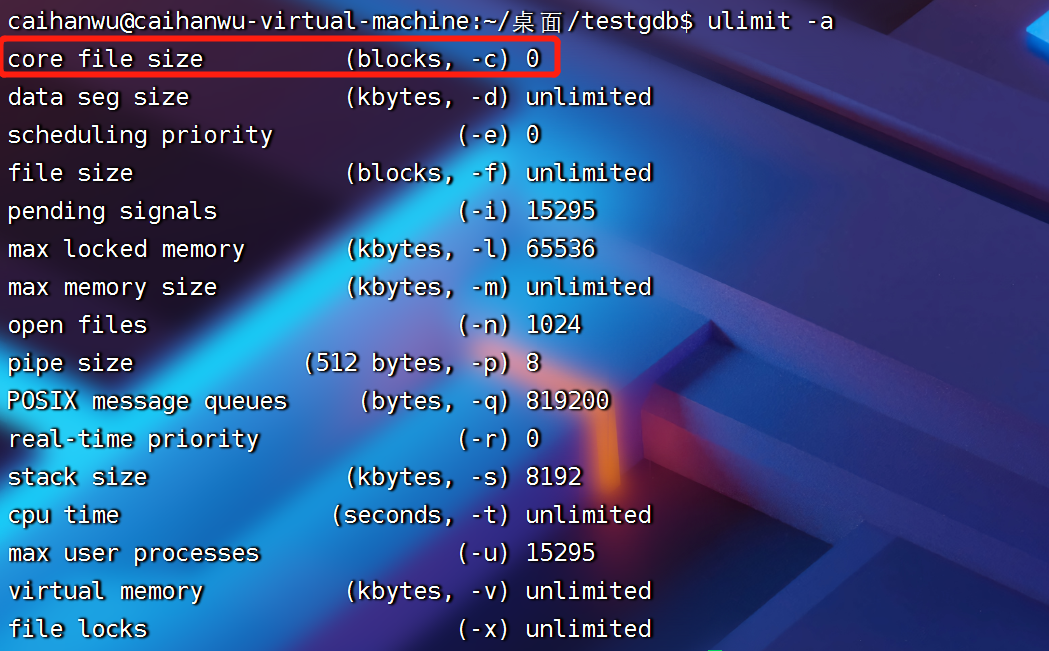 caihanwu@caihanwu-virtual-machine:~/桌面/testgdb$ ulimit -a
core file size          (blocks, -c) 0
data seg size           (kbytes, -d) unlimited
scheduling priority             (-e) 0
file size               (blocks, -f) unlimited
pending signals                 (-i) 15295
max locked memory       (kbytes, -l) 65536
max memory size         (kbytes, -m) unlimited
open files                      (-n) 1024
pipe size            (512 bytes, -p) 8
POSIX message queues     (bytes, -q) 819200
real-time priority              (-r) 0
stack size              (kbytes, -s) 8192
cpu time               (seconds, -t) unlimited
max user processes              (-u) 15295
virtual memory          (kbytes, -v) unlimited
file locks                      (-x) unlimited